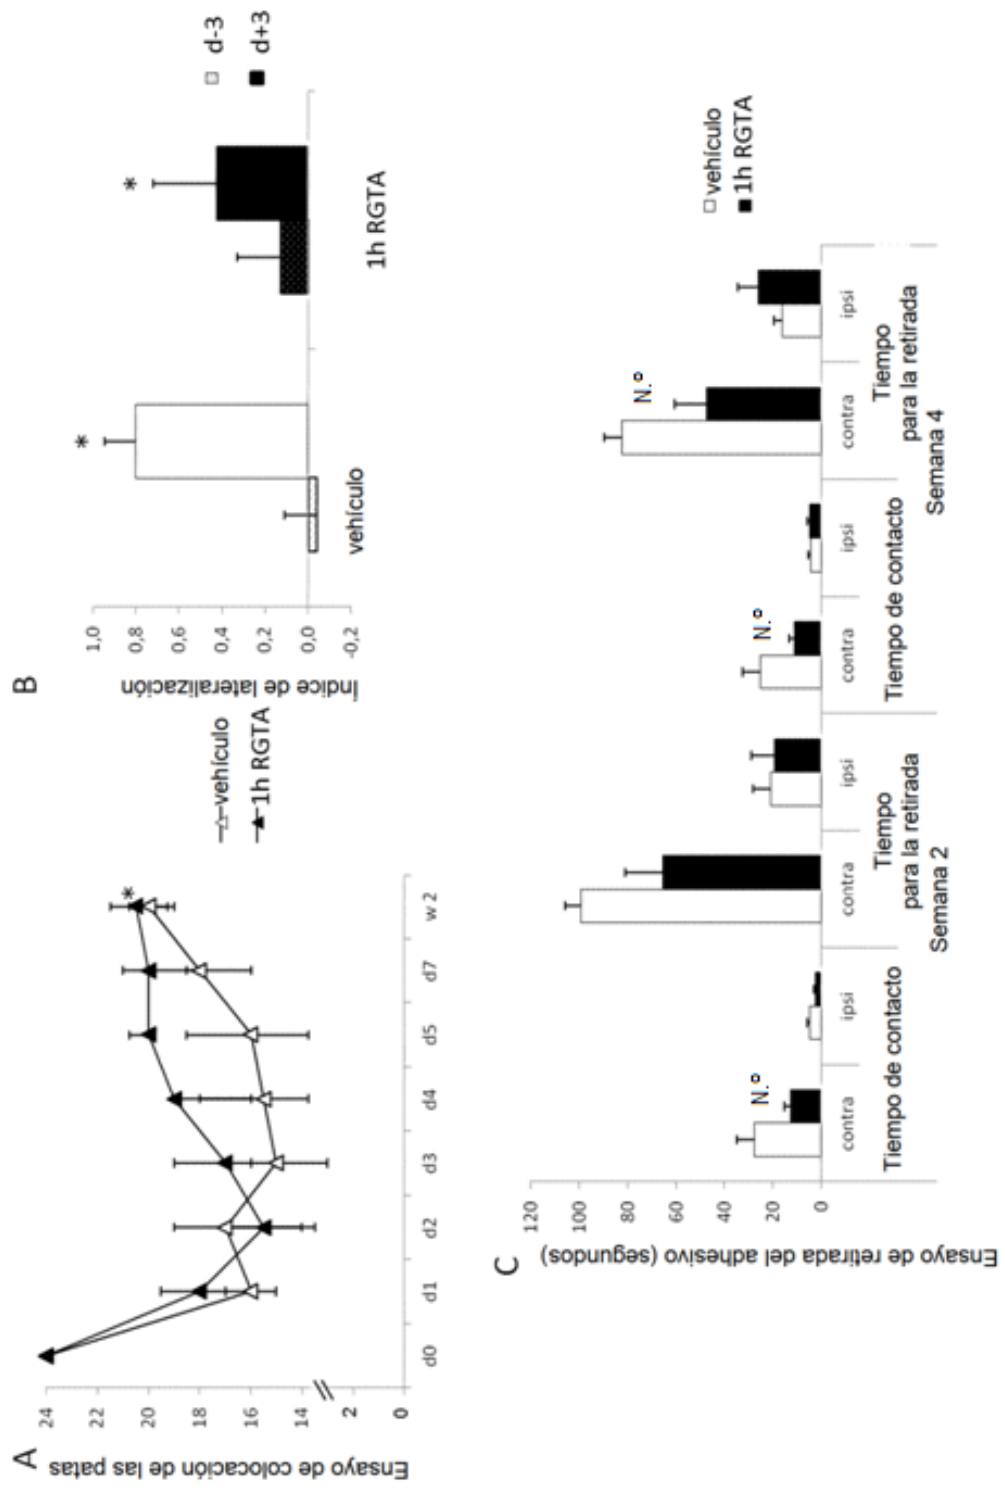 A
Ensayo de colocación de las patas
24
22
20
18
16
14
2
0
d0
d1
d2
d3
d4
d5
d7
w 2
*
vehículo
1h RGTA
B
Índice de lateralización
1,0
0,8
0,6
0,4
0,2
0,0
-0,2
*
*
vehículo
1h RGTA
d-3
d+3
C
Ensayo de retirada del adhesivo (segundos)
120
100
80
60
40
20
0
N.º
N.º
N.º
contra
ipsi
contra
ipsi
contra
ipsi
contra
ipsi
Tiempo de contacto
Tiempo
para la retirada
Tiempo de contacto
Tiempo
para la retirada
Semana 2
Semana 4
vehículo
1h RGTA